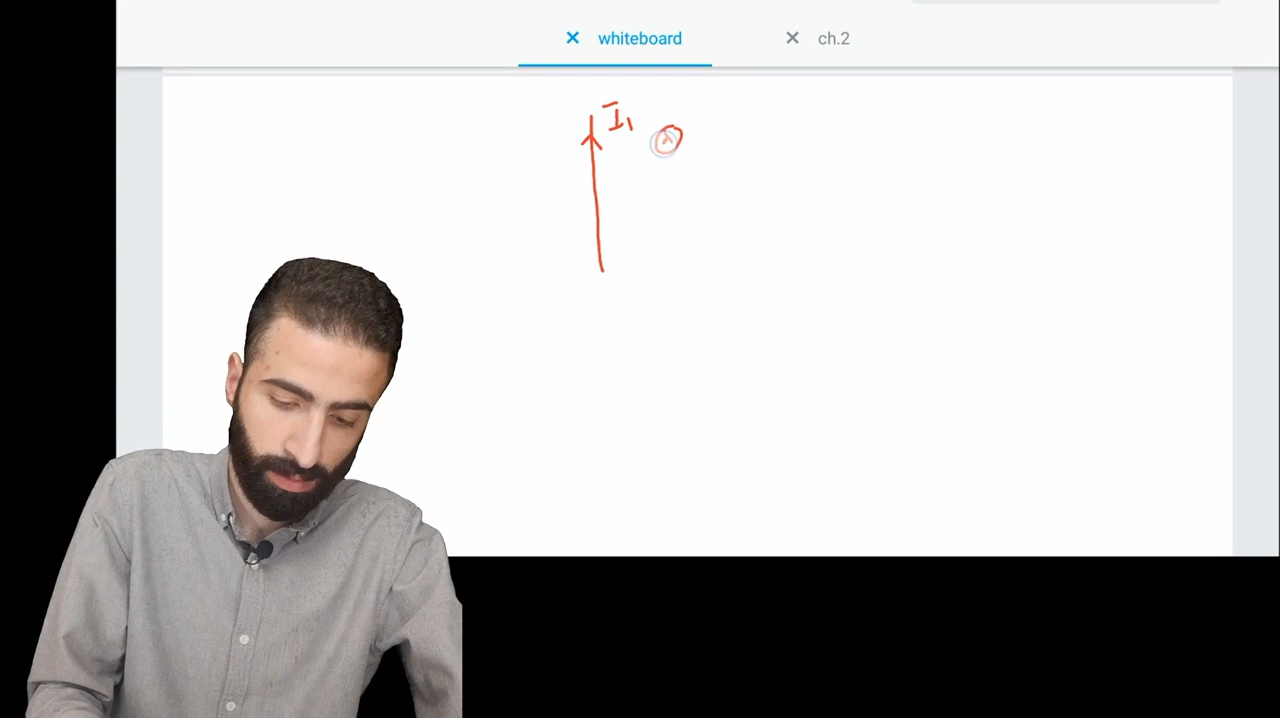 × whiteboard × ch.2
I₁ ⊗